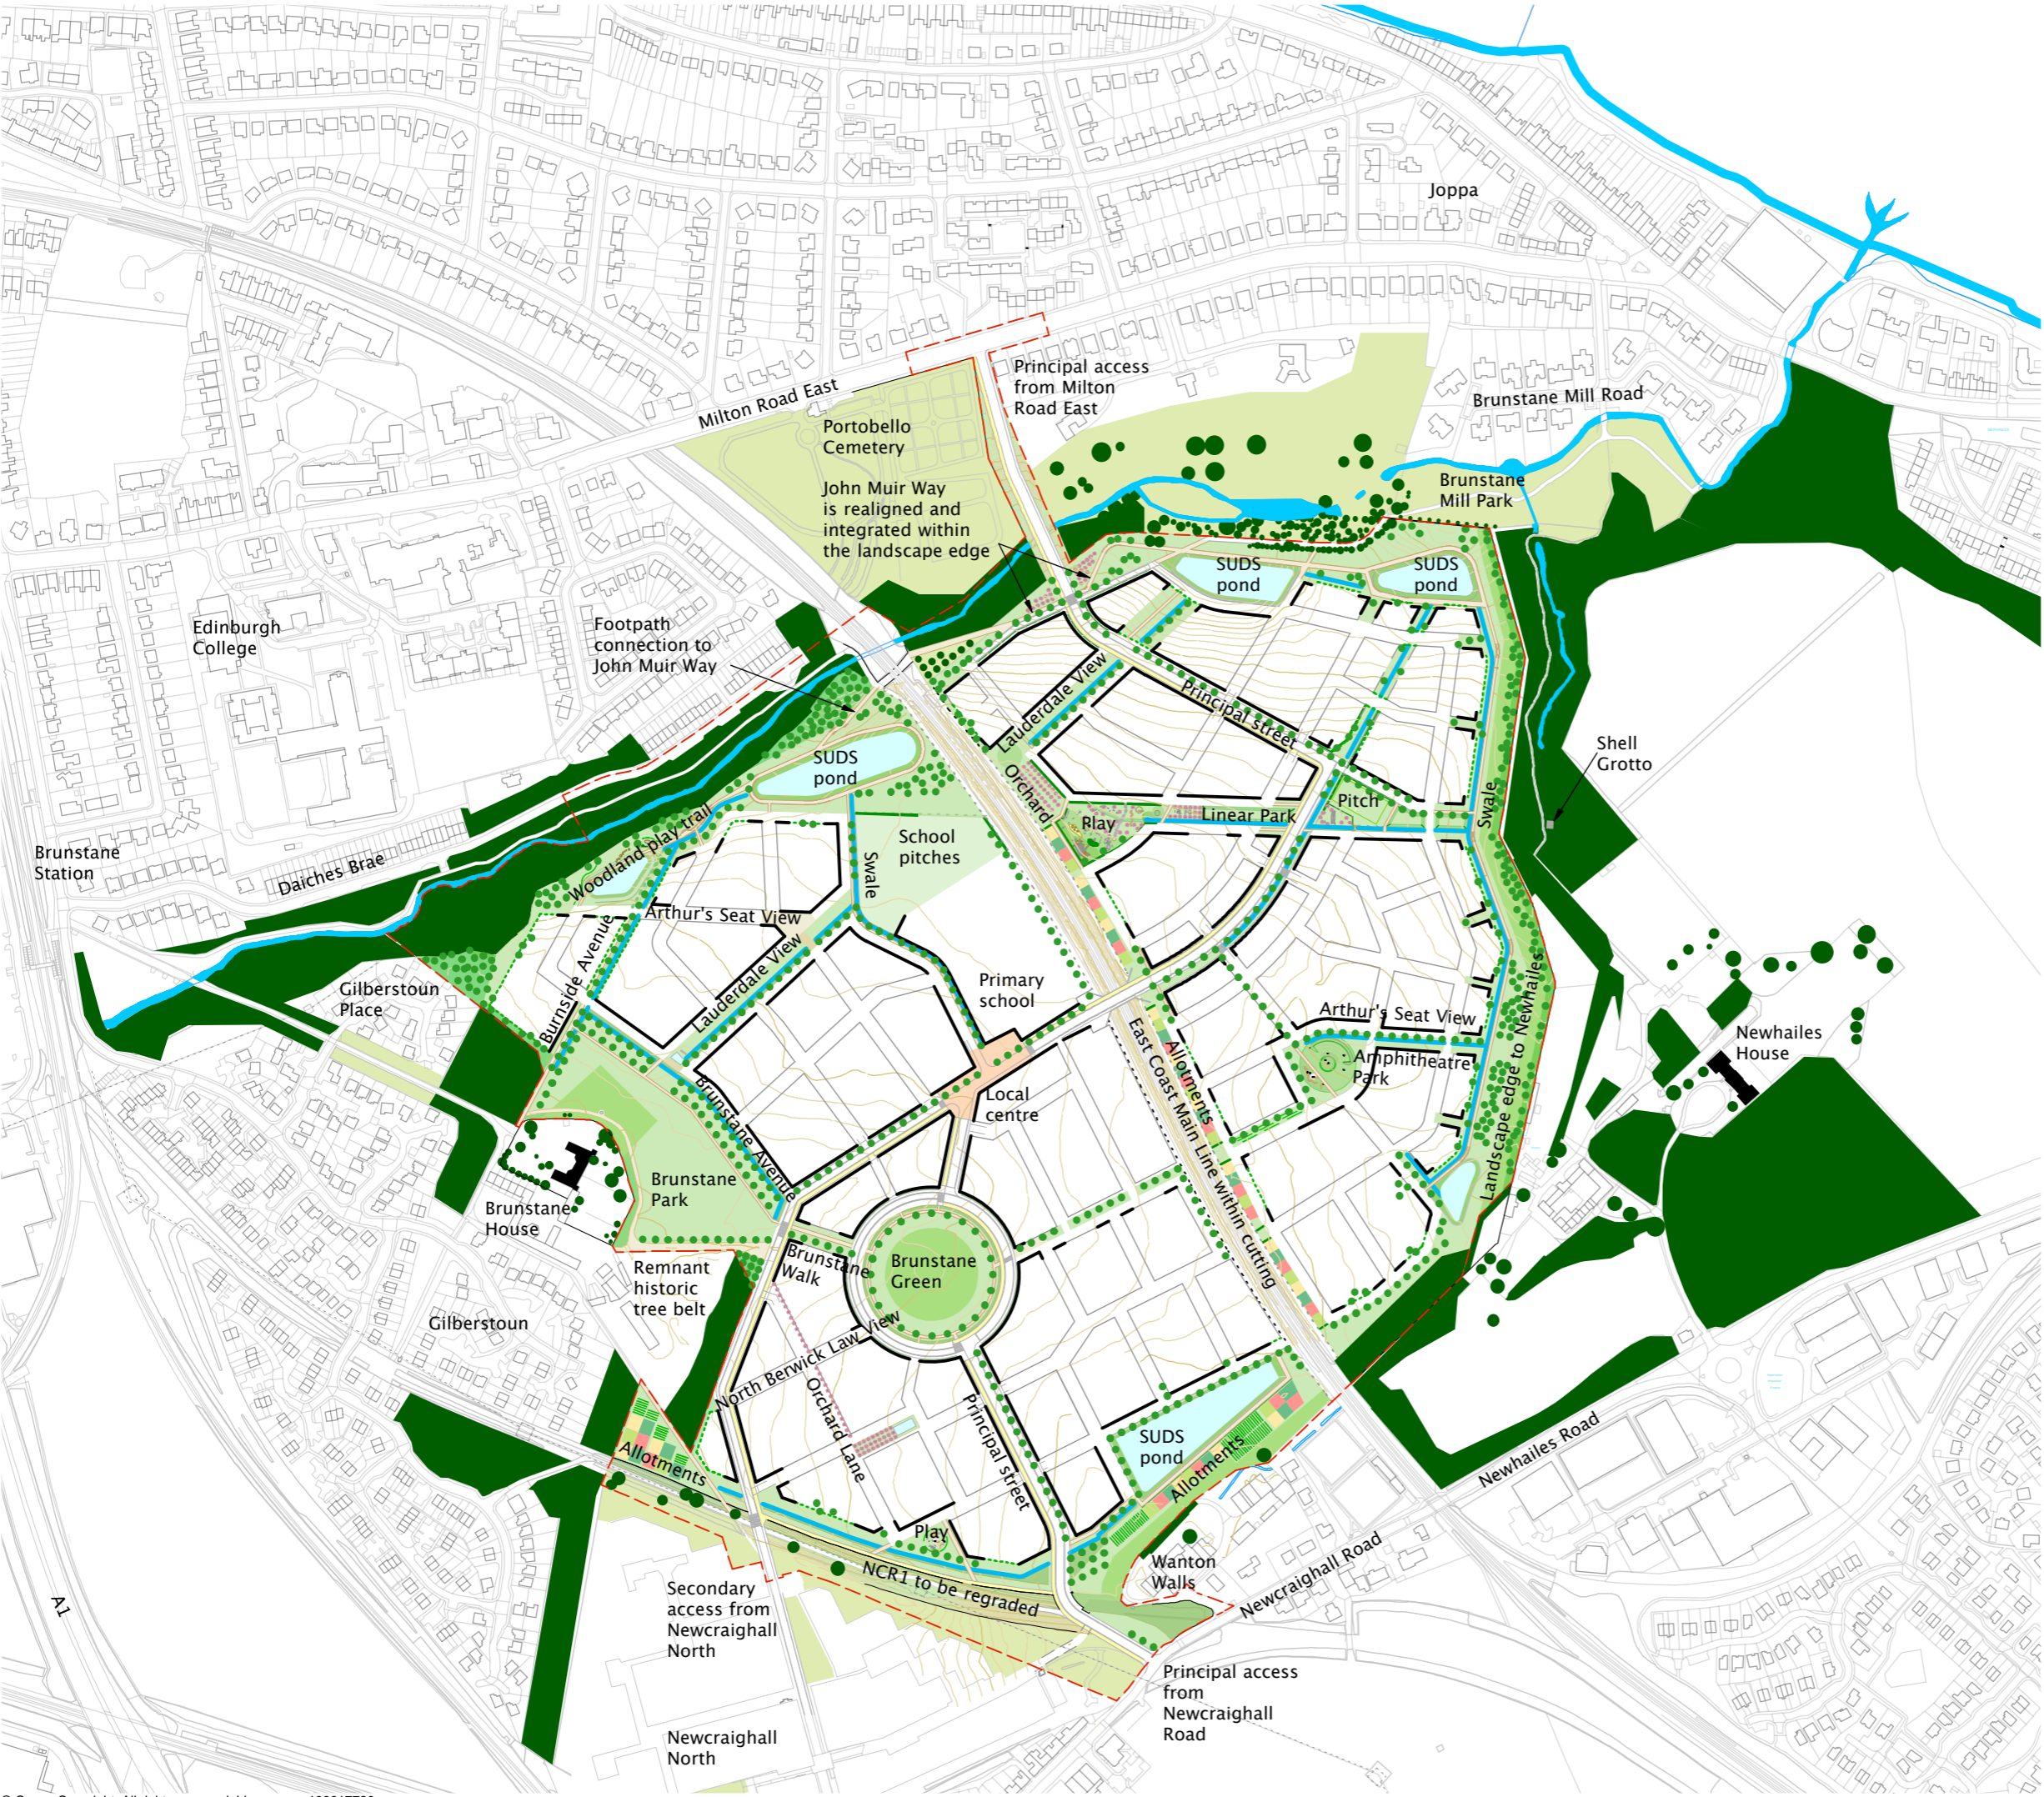 Joppa
Principal access
from Milton
Road East
Milton Road East
Brunstane Mill Road
Portobello
Cemetery
John Muir Way
is realigned and
integrated within
the landscape edge
Brunstane
Mill Park
SUDS
pond
SUDS
pond
Edinburgh
College
Footpath
connection to
John Muir Way
Lauderdale View
Principal street
Shell
Grotto
SUDS
pond
Orchard
Pitch
Swale
Linear Park
Play
Woodland play trail
School
pitches
Swale
Brunstane
Station
Daiches Brae
Arthur's Seat View
Burnside Avenue
Lauderdale View
Gilberstoun
Place
Primary
school
Arthur's Seat View
Landscape edge to Newhailes
Newhailes
House
Allotments
Amphitheatre
Park
East Coast Main Line within cutting
Local
centre
Brunstane Avenue
Brunstane
Park
Brunstane
House
Brunstane
Walk
Brunstane
Green
Remnant
historic
tree belt
Gilberstoun
North Berwick Law View
Orchard Lane
Principal street
SUDS
pond
Allotments
Allotments
Newhailes Road
Play
NCR1 to be regraded
Wanton
Walls
Newcraighall Road
A1
Secondary
access from
Newcraighall
North
Principal access
from
Newcraighall
Road
Newcraighall
North